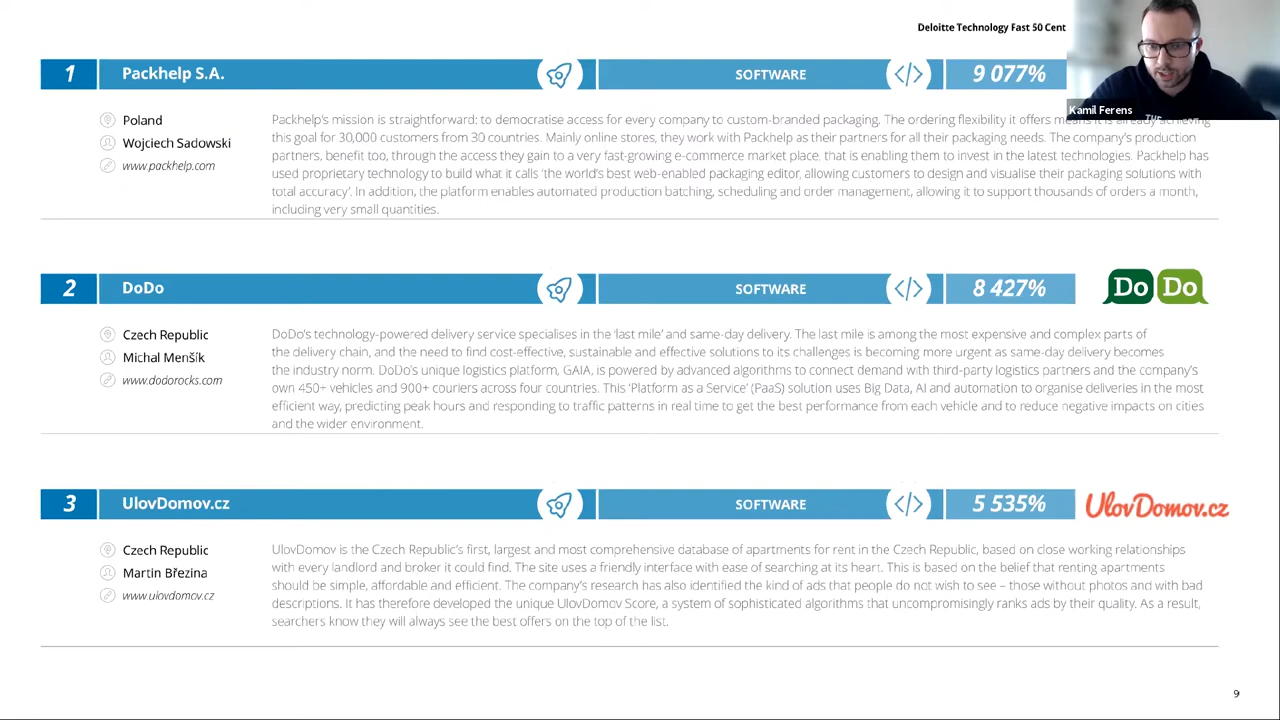 Deloitte Technology Fast 50 Cent
1 Packhelp S.A. SOFTWARE </> 9 077%
Kamil Ferens
Poland
Wojciech Sadowski
www.packhelp.com
Packhelp's mission is straightforward: to democratise access for every company to custom-branded packaging. The ordering flexibility it offers means it is already achieving
this goal for 30,000 customers from 30 countries. Mainly online stores, they work with Packhelp as their partners for all their packaging needs. The company's production
partners, benefit too, through the access they gain to a very fast-growing e-commerce market place, that is enabling them to invest in the latest technologies. Packhelp has
used proprietary technology to build what it calls 'the world's best web-enabled packaging editor, allowing customers to design and visualise their packaging solutions with
total accuracy'. In addition, the platform enables automated production batching, scheduling and order management, allowing it to support thousands of orders a month,
including very small quantities.
2 DoDo SOFTWARE </> 8 427% Do Do
Czech Republic
Michal Menšík
www.dodorocks.com
DoDo's technology-powered delivery service specialises in the 'last mile' and same-day delivery. The last mile is among the most expensive and complex parts of
the delivery chain, and the need to find cost-effective, sustainable and effective solutions to its challenges is becoming more urgent as same-day delivery becomes
the industry norm. DoDo's unique logistics platform, GAIA, is powered by advanced algorithms to connect demand with third-party logistics partners and the company's
own 450+ vehicles and 900+ couriers across four countries. This 'Platform as a Service' (PaaS) solution uses Big Data, AI and automation to organise deliveries in the most
efficient way, predicting peak hours and responding to traffic patterns in real time to get the best performance from each vehicle and to reduce negative impacts on cities
and the wider environment.
3 UlovDomov.cz SOFTWARE </> 5 535% UlovDomov.cz
Czech Republic
Martin Březina
www.ulovdomov.cz
UlovDomov is the Czech Republic's first, largest and most comprehensive database of apartments for rent in the Czech Republic, based on close working relationships
with every landlord and broker it could find. The site uses a friendly interface with ease of searching at its heart. This is based on the belief that renting apartments
should be simple, affordable and efficient. The company's research has also identified the kind of ads that people do not wish to see – those without photos and with bad
descriptions. It has therefore developed the unique UlovDomov Score, a system of sophisticated algorithms that uncompromisingly ranks ads by their quality. As a result,
searchers know they will always see the best offers on the top of the list.
9